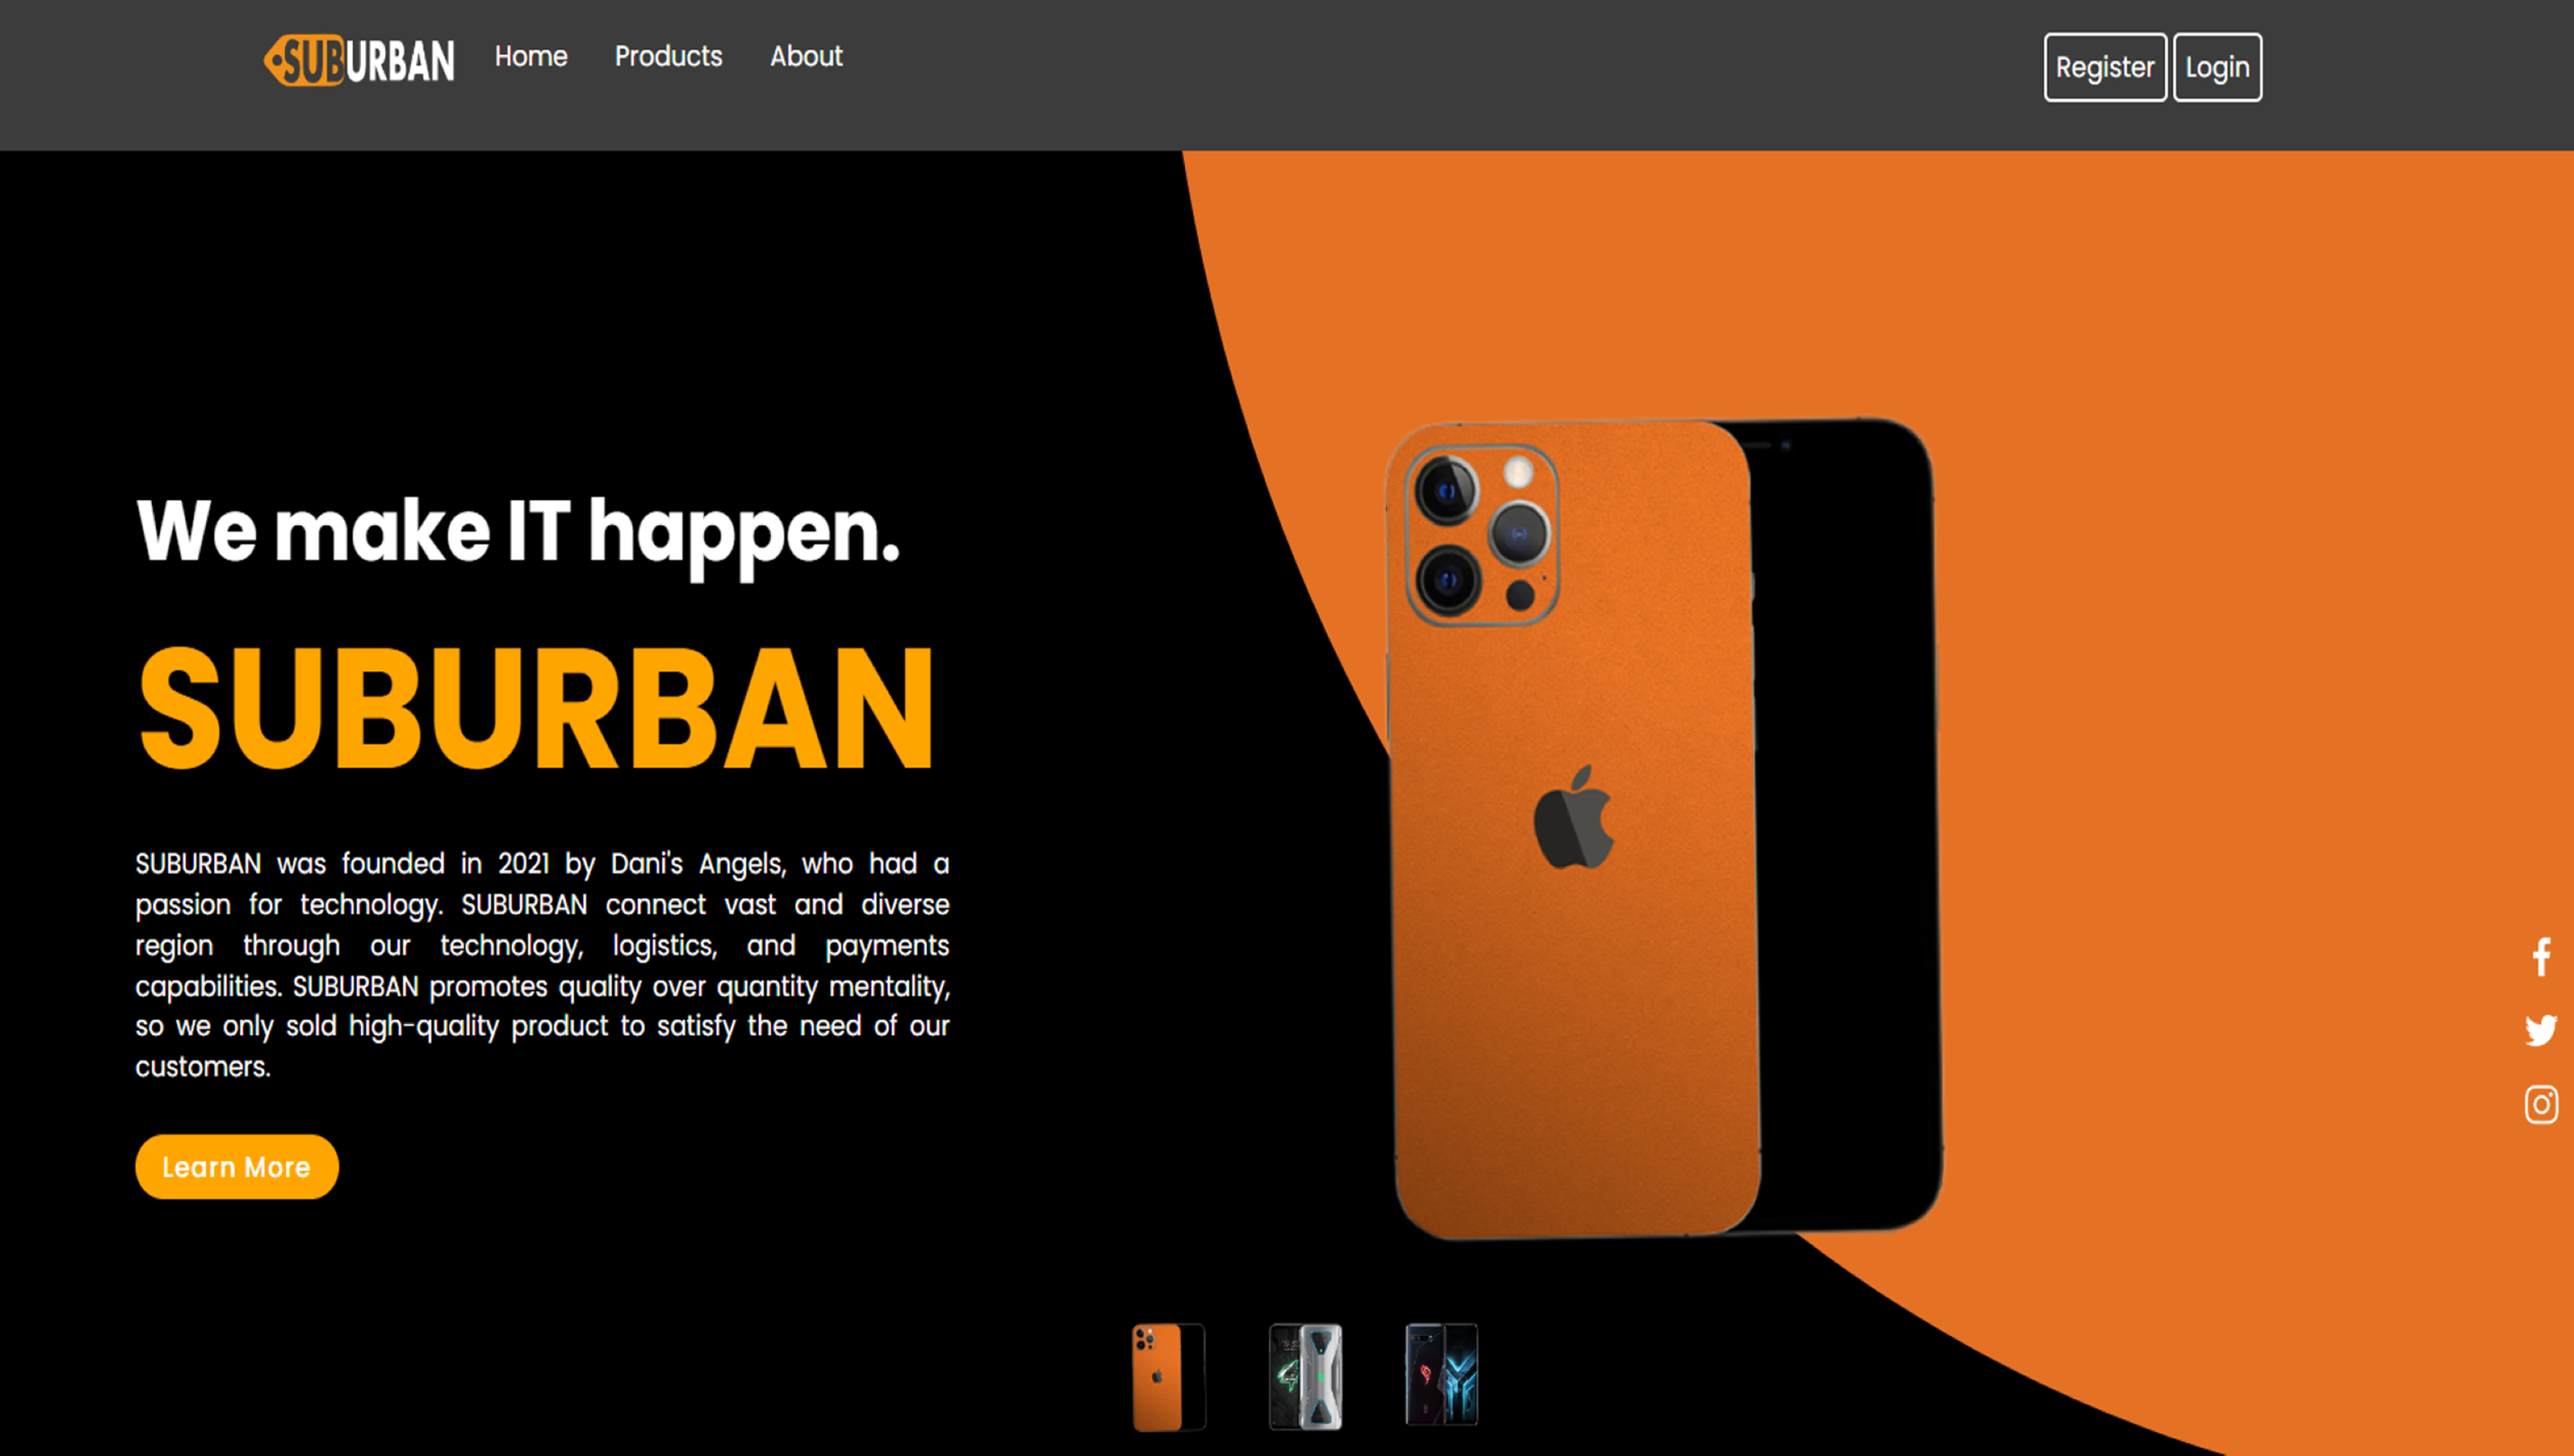 SUBURBAN
Home
Products
About
Register
Login
We make IT happen.
SUBURBAN
SUBURBAN was founded in 2021 by Dani's Angels, who had a
passion for technology. SUBURBAN connect vast and diverse
region through our technology, logistics, and payments
capabilities. SUBURBAN promotes quality over quantity mentality,
so we only sold high-quality product to satisfy the need of our
customers.
Learn More